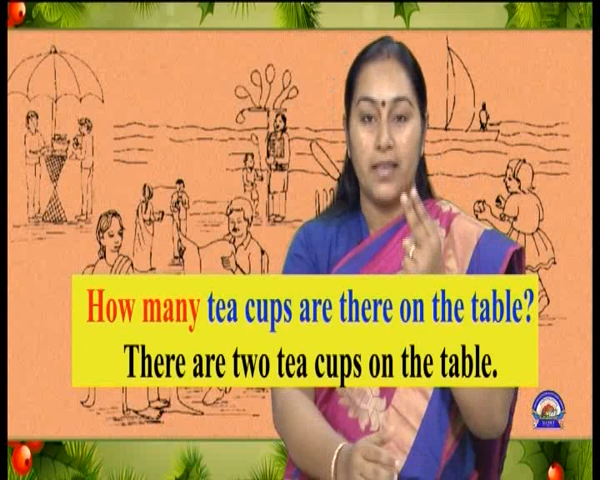 How many tea cups are there on the table?
There are two tea cups on the table.